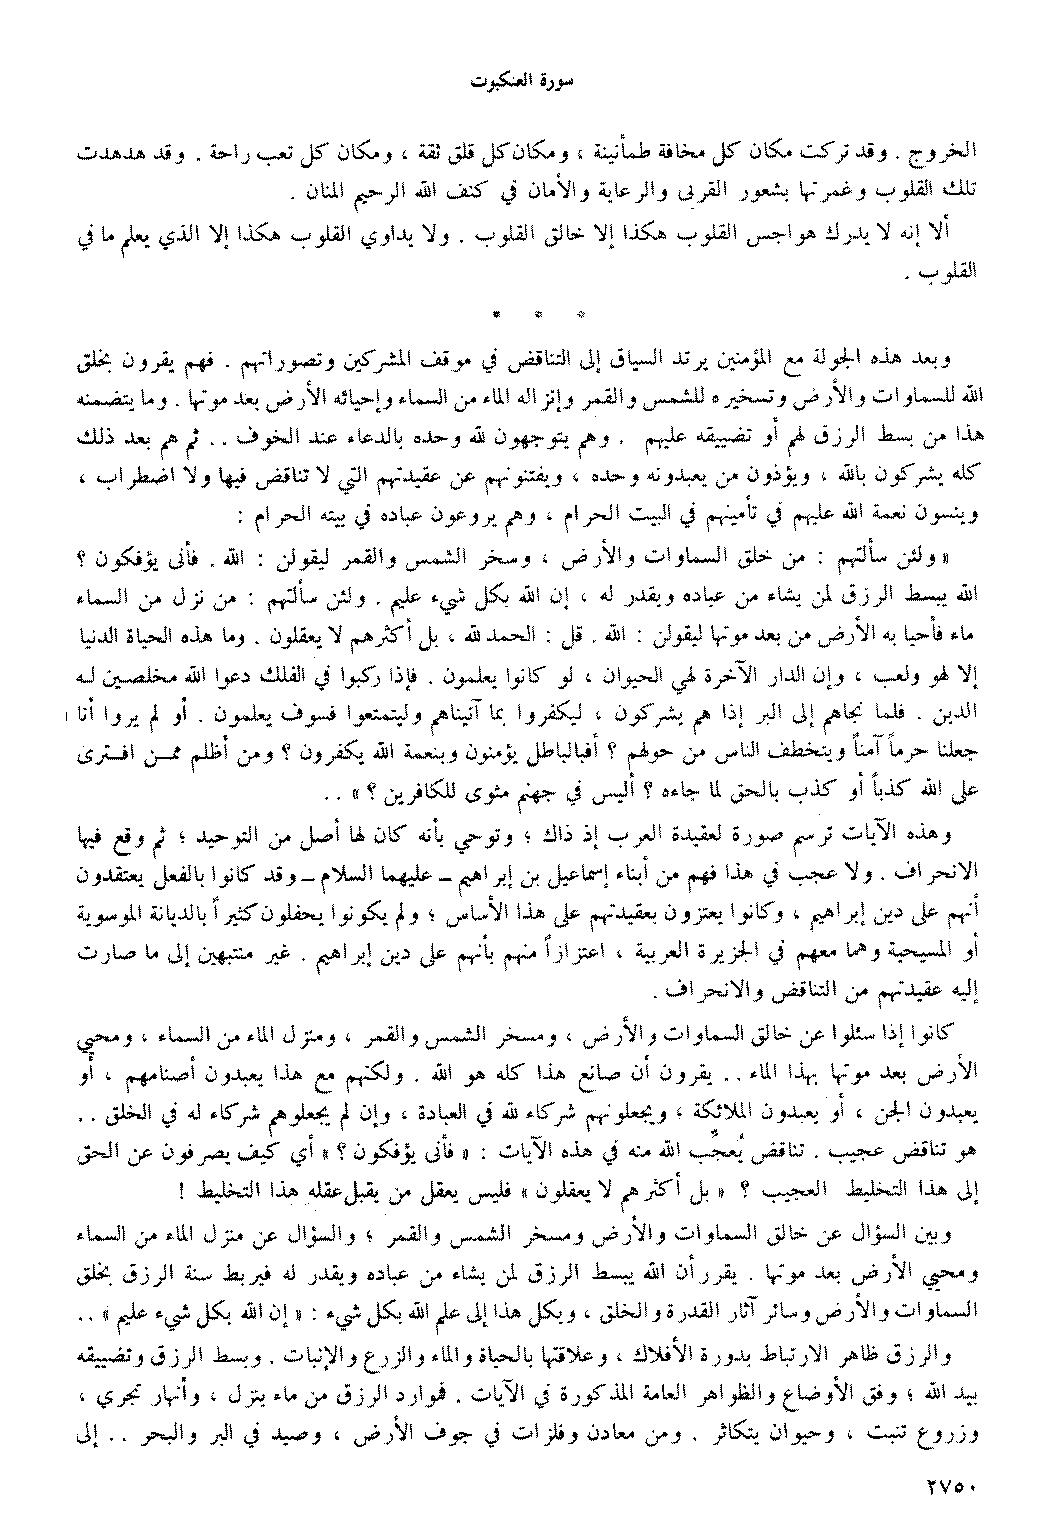 سورة العنكبوت
الخروج . وقد تركت مكان كل مخافة طمأنينة ، ومكان كل قلق ثقة ، ومكان كل تعب راحة . وقد هدهدت
تلك القلوب وغمرتها بشعور القربى والرعاية والأمان في كنف الله الرحيم المنان .
ألا إنه لا يدرك هواجس القلوب هكذا إلا خالق القلوب . ولا يداوي القلوب هكذا إلا الذي يعلم ما في
القلوب .
* * *
وبعد هذه الجولة مع المؤمنين يرتد السياق إلى التناقض في موقف المشركين وتصوراتهم . فهم يقرون بخلق
الله للسماوات والأرض وتسخيره للشمس والقمر وإنزاله الماء من السماء وإحيائه الأرض بعد موتها . وما يتضمنه
هذا من بسط الرزق لهم أو تضييقه عليهم . وهم يتوجهون لله وحده بالدعاء عند الخوف .. ثم هم بعد ذلك
كله يشركون بالله ، ويؤذون من يعبدونه وحده ، ويفتنونهم عن عقيدتهم التي لا تناقض فيها ولا اضطراب ،
وينسون نعمة الله عليهم في تأمينهم في البيت الحرام ، وهم يروعون عباده في بيته الحرام :
« ولئن سألتهم : من خلق السماوات والأرض ، وسخر الشمس والقمر ليقولن : الله . فأنى يؤفكون ؟
الله يبسط الرزق لمن يشاء من عباده ويقدر له ، إن الله بكل شيء عليم . ولئن سألتهم : من نزل من السماء
ماء فأحيا به الأرض من بعد موتها ليقولن : الله . قل : الحمد لله ، بل أكثرهم لا يعقلون . وما هذه الحياة الدنيا
إلا لهو ولعب ، وإن الدار الآخرة لهي الحيوان ، لو كانوا يعلمون . فإذا ركبوا في الفلك دعوا الله مخلصين له
الدين . فلما نجاهم إلى البر إذا هم يشركون ، ليكفروا بما آتيناهم وليتمتعوا فسوف يعلمون . أو لم يروا أنا
جعلنا حرماً آمناً ويتخطف الناس من حولهم ؟ أفبالباطل يؤمنون وبنعمة الله يكفرون ؟ ومن أظلم ممن افترى
على الله كذباً أو كذب بالحق لما جاءه ؟ أليس في جهنم مثوى للكافرين ؟ » ..
وهذه الآيات ترسم صورة لعقيدة العرب إذ ذاك ؛ وتوحي بأنه كان لها أصل من التوحيد ؛ ثم وقع فيها
الانحراف . ولا عجب في هذا فهم من أبناء إسماعيل بن إبراهيم – عليهما السلام – وقد كانوا بالفعل يعتقدون
أنهم على دين إبراهيم ، وكانوا يعتزون بعقيدتهم على هذا الأساس ؛ ولم يكونوا يحفلون كثيراً بالديانة الموسوية
أو المسيحية وهما معهم في الجزيرة العربية ، اعتزازاً منهم بأنهم على دين إبراهيم . غير منتبهين إلى ما صارت
إليه عقيدتهم من التناقض والانحراف .
كانوا إذا سئلوا عن خالق السماوات والأرض ، ومسخر الشمس والقمر ، ومنزل الماء من السماء ، ومحيي
الأرض بعد موتها بهذا الماء .. يقرون أن صانع هذا كله هو الله . ولكنهم مع هذا يعبدون أصنامهم ، أو
يعبدون الجن ، أو يعبدون الملائكة ؛ ويجعلونهم شركاء لله في العبادة ، وإن لم يجعلوهم شركاء له في الخلق ..
هو تناقض عجيب . تناقض يُعجِّب الله منه في هذه الآيات : « فأنى يؤفكون ؟ » أي كيف يصرفون عن الحق
إلى هذا التخليط العجيب ؟ « بل أكثرهم لا يعقلون » فليس يعقل من يقبل عقله هذا التخليط !
وبين السؤال عن خالق السماوات والأرض ومسخر الشمس والقمر ؛ والسؤال عن منزل الماء من السماء
ومحيي الأرض بعد موتها . يقرر أن الله يبسط الرزق لمن يشاء من عباده ويقدر له فيربط سنة الرزق بخلق
السماوات والأرض وسائر آثار القدرة والخلق ، ويكل هذا إلى علم الله بكل شيء : « إن الله بكل شيء عليم » ..
والرزق ظاهر الارتباط بدورة الأفلاك ، وعلاقتها بالحياة والماء والزرع والإنبات . وبسط الرزق وتضييقه
بيد الله ؛ وفق الأوضاع والظواهر العامة المذكورة في الآيات . فموارد الرزق من ماء ينزل ، وأنهار تجري ،
وزروع تنبت ، وحيوان يتكاثر . ومن معادن وفلزات في جوف الأرض ، وصيد في البر والبحر .. إلى
٢٧٥٠